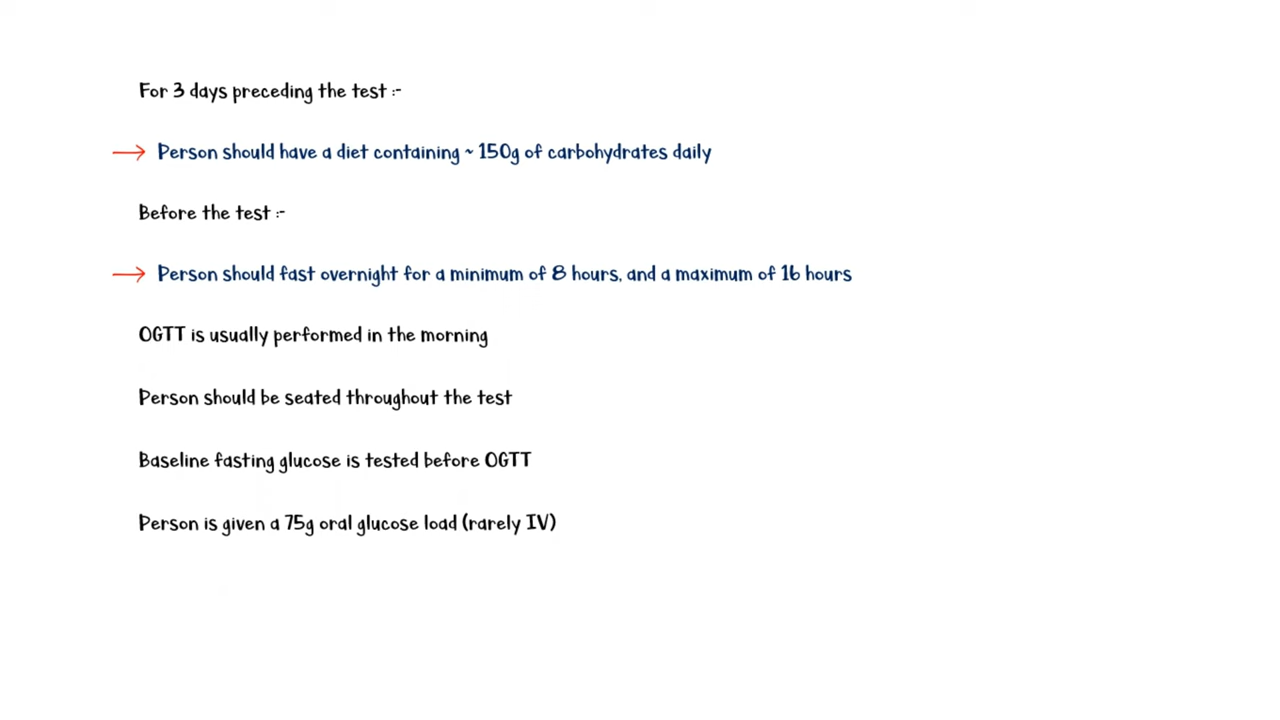 For 3 days preceding the test :-
→ Person should have a diet containing ~ 150g of carbohydrates daily
Before the test :-
→ Person should fast overnight for a minimum of 8 hours, and a maximum of 16 hours
OGTT is usually performed in the morning
Person should be seated throughout the test
Baseline fasting glucose is tested before OGTT
Person is given a 75g oral glucose load (rarely IV)